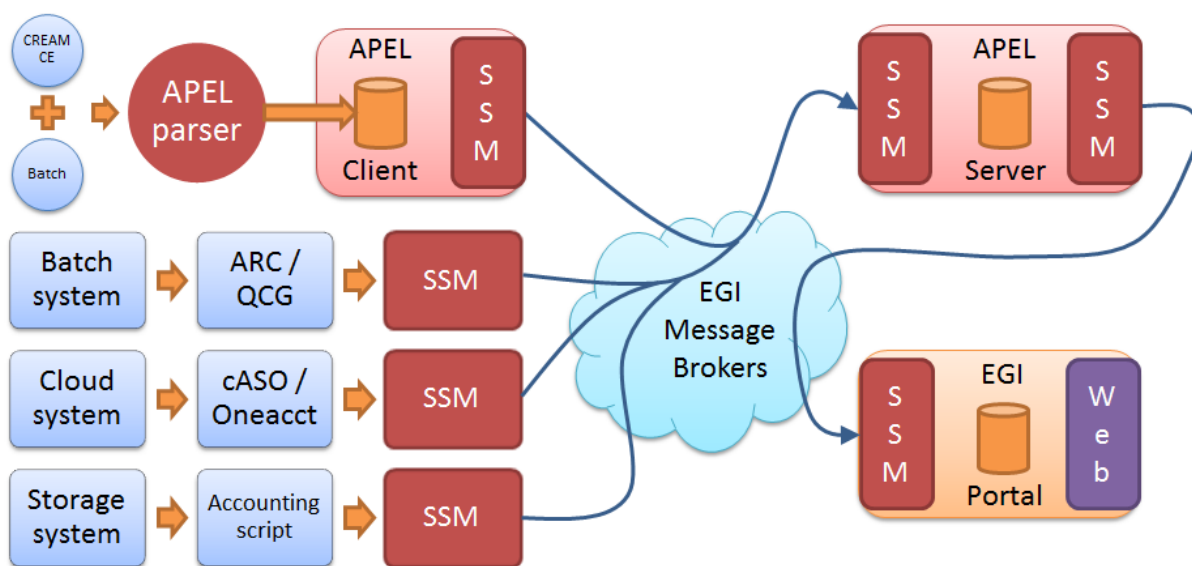 CREAM
CE
Batch
APEL
parser
APEL
Client
S
S
M
APEL
Server
S
S
M
S
S
M
Batch
system
ARC /
QCG
SSM
Cloud
system
cASO /
Oneacct
SSM
Storage
system
Accounting
script
SSM
EGI
Message
Brokers
S
S
M
EGI
Portal
W
e
b